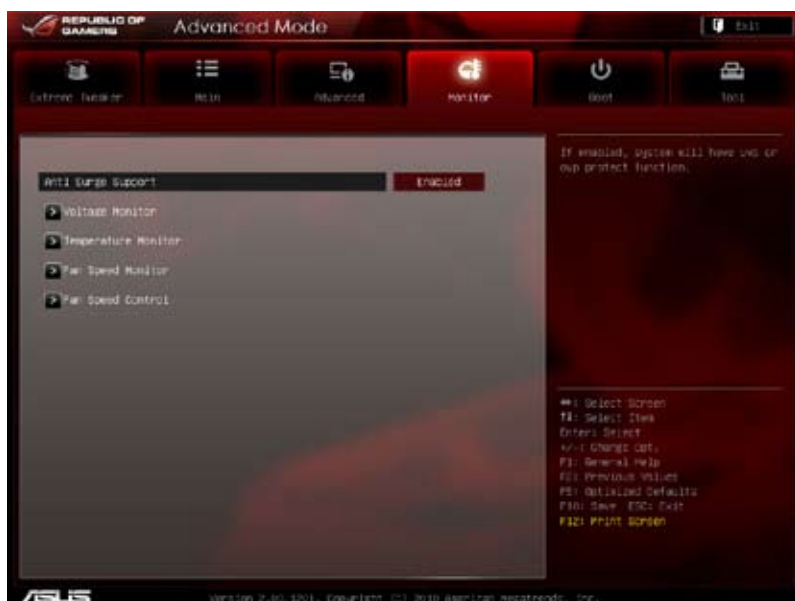 REPUBLIC OF GAMERS
Advanced Mode
Exit
Extreme Tweaker
Main
Advanced
Monitor
Boot
Tool
Anti Surge Support
Enabled
Voltage Monitor
Temperature Monitor
Fan Speed Monitor
Fan Speed Control
If enabled, system will have uvp or
ovp protect function.
: Select Screen
: Select Item
Enter: Select
+/-: Change Opt.
F1: General Help
F2: Previous Values
F5: Optimized Defaults
F10: Save ESC: Exit
F12: Print Screen
ASUS
Version 2.00.1201. Copyright (C) 2010 American Megatrends, Inc.